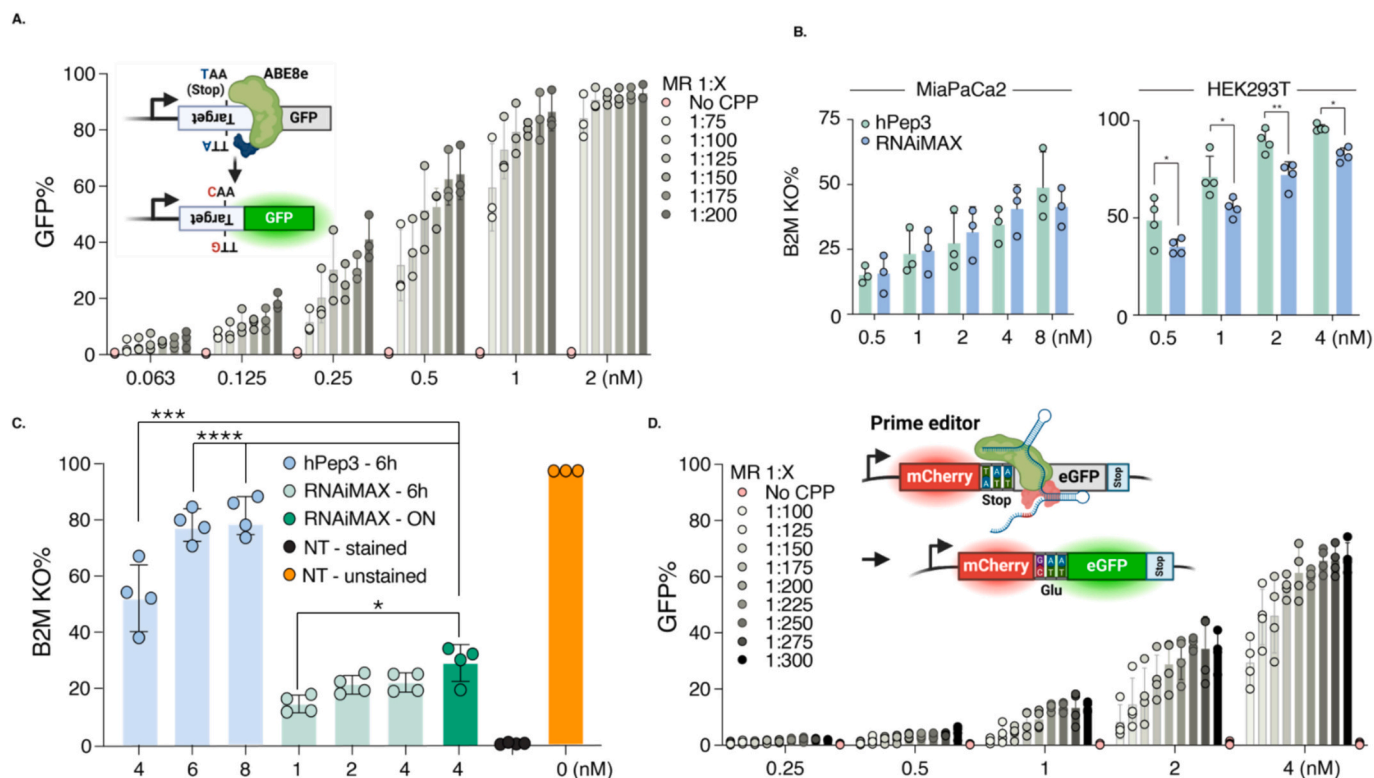 A.
TAA
(Stop)
ABE8e
Target
GFP
TTA
CAA
Target
GFP
TTG
GFP%
100
80
60
40
20
0
0.063 0.125 0.25 0.5 1 2 (nM)
MR 1:X
No CPP
1:75
1:100
1:125
1:150
1:175
1:200
B.
MiaPaCa2
hPep3
RNAiMAX
B2M KO%
75
50
25
0
0.5 1 2 4 8 (nM)
HEK293T
100
50
0
* * ** *
0.5 1 2 4 (nM)
C.
***
****
*
B2M KO%
100
80
60
40
20
0
hPep3 - 6h
RNAiMAX - 6h
RNAiMAX - ON
NT - stained
NT - unstained
4 6 8 1 2 4 4 0 (nM)
D.
Prime editor
mCherry
T A A
A T T
Stop
eGFP
Stop
mCherry
G A A
C T T
Glu
eGFP
Stop
MR 1:X
No CPP
1:100
1:125
1:150
1:175
1:200
1:225
1:250
1:275
1:300
GFP%
100
80
60
40
20
0
0.25 0.5 1 2 4 (nM)